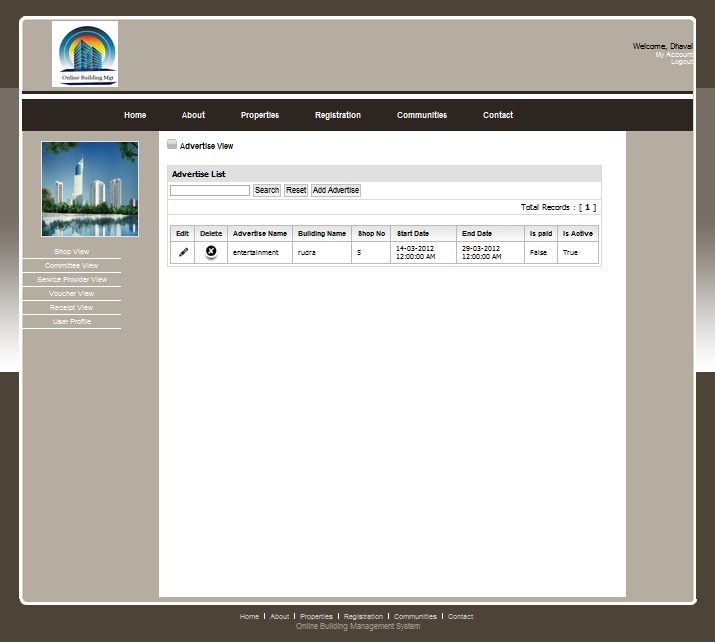 Online Building Mgt
Welcome, Dhaval
My Account
Logout
Home About Properties Registration Communities Contact
Advertise View
Advertise List
Search Reset Add Advertise
Total Records : [ 1 ]
Edit Delete Advertise Name Building Name Shop No Start Date End Date Is paid Is Active
entertainment rudra 5 14-03-2012 12:00:00 AM 29-03-2012 12:00:00 AM False True
Shop View
Committee View
Service Provider View
Voucher View
Receipt View
User Profile
Home | About | Properties | Registration | Communities | Contact
Online Building Management System